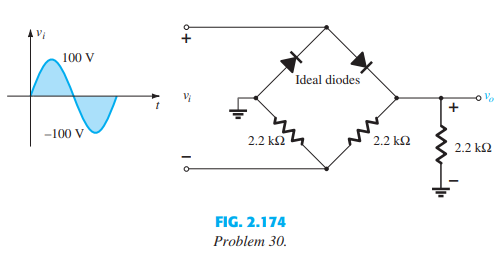 vi
100 V
–100 V
t
+
vi
–
Ideal diodes
2.2 kΩ
2.2 kΩ
vo
+
2.2 kΩ
–
FIG. 2.174
Problem 30.